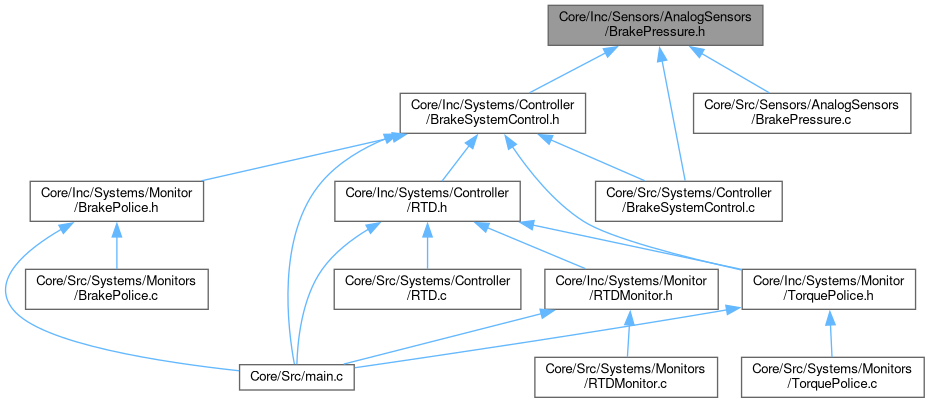 Core/Inc/Sensors/AnalogSensors
/BrakePressure.h
Core/Inc/Systems/Controller
/BrakeSystemControl.h
Core/Src/Sensors/AnalogSensors
/BrakePressure.c
Core/Inc/Systems/Monitor
/BrakePolice.h
Core/Inc/Systems/Controller
/RTD.h
Core/Src/Systems/Controller
/BrakeSystemControl.c
Core/Src/Systems/Monitors
/BrakePolice.c
Core/Src/Systems/Controller
/RTD.c
Core/Inc/Systems/Monitor
/RTDMonitor.h
Core/Inc/Systems/Monitor
/TorquePolice.h
Core/Src/main.c
Core/Src/Systems/Monitors
/RTDMonitor.c
Core/Src/Systems/Monitors
/TorquePolice.c